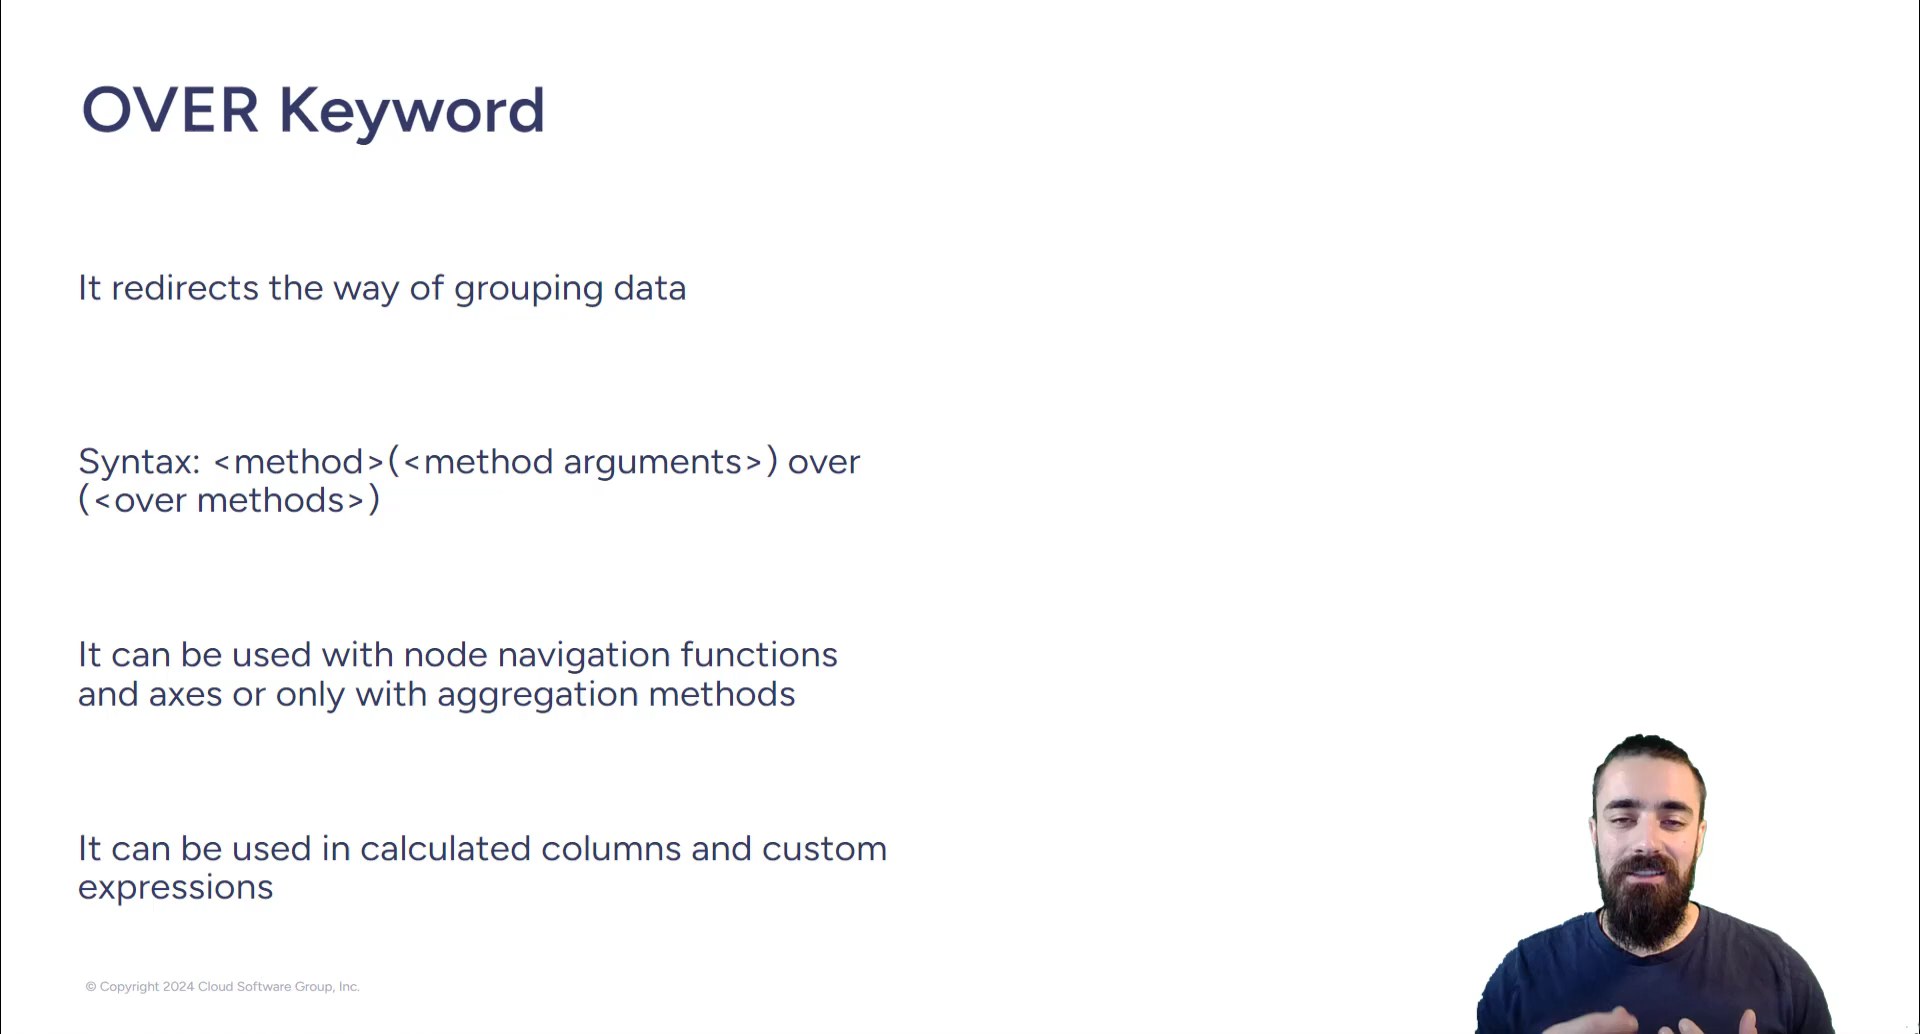 OVER Keyword
It redirects the way of grouping data
Syntax: <method>(<method arguments>) over
(<over methods>)
It can be used with node navigation functions
and axes or only with aggregation methods
It can be used in calculated columns and custom
expressions
© Copyright 2024 Cloud Software Group, Inc.